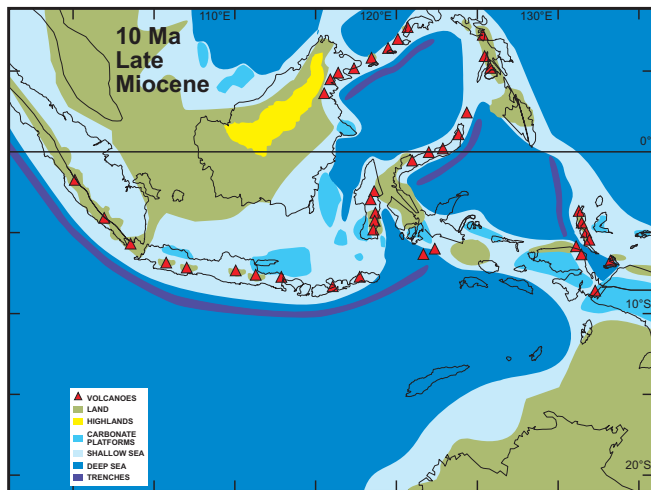 110°E
120°E
130°E
10 Ma
Late
Miocene
0°
10°S
20°S
VOLCANOES
LAND
HIGHLANDS
CARBONATE
PLATFORMS
SHALLOW SEA
DEEP SEA
TRENCHES